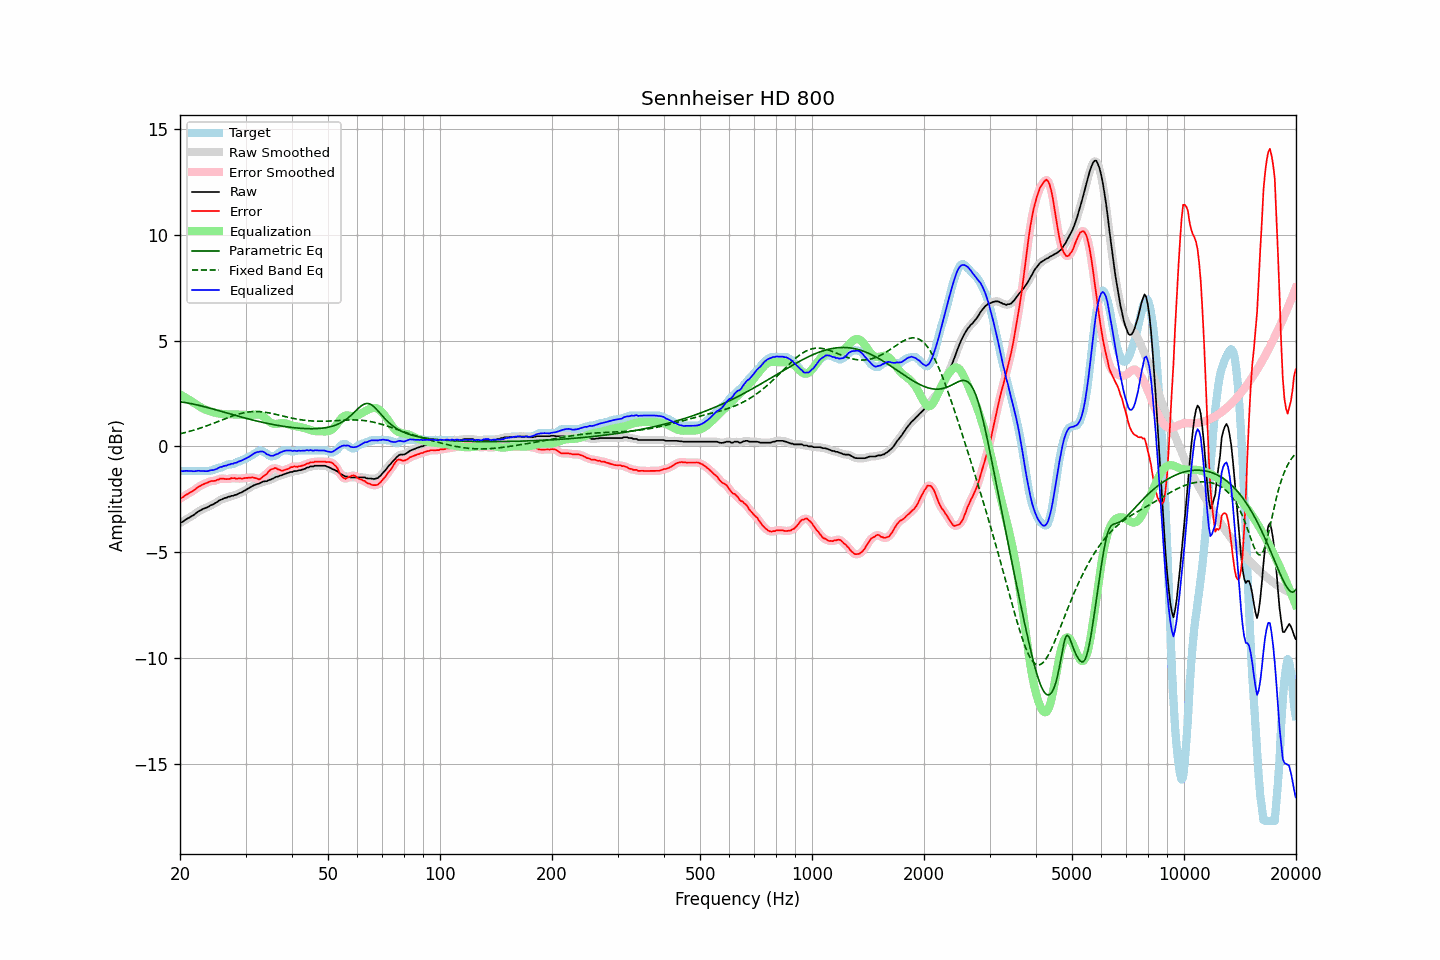 Sennheiser HD 800
Target
Raw Smoothed
Error Smoothed
Raw
Error
Equalization
Parametric Eq
Fixed Band Eq
Equalized
15
10
5
0
−5
−10
−15
Amplitude (dBr)
20 50 100 200 500 1000 2000 5000 10000 20000
Frequency (Hz)